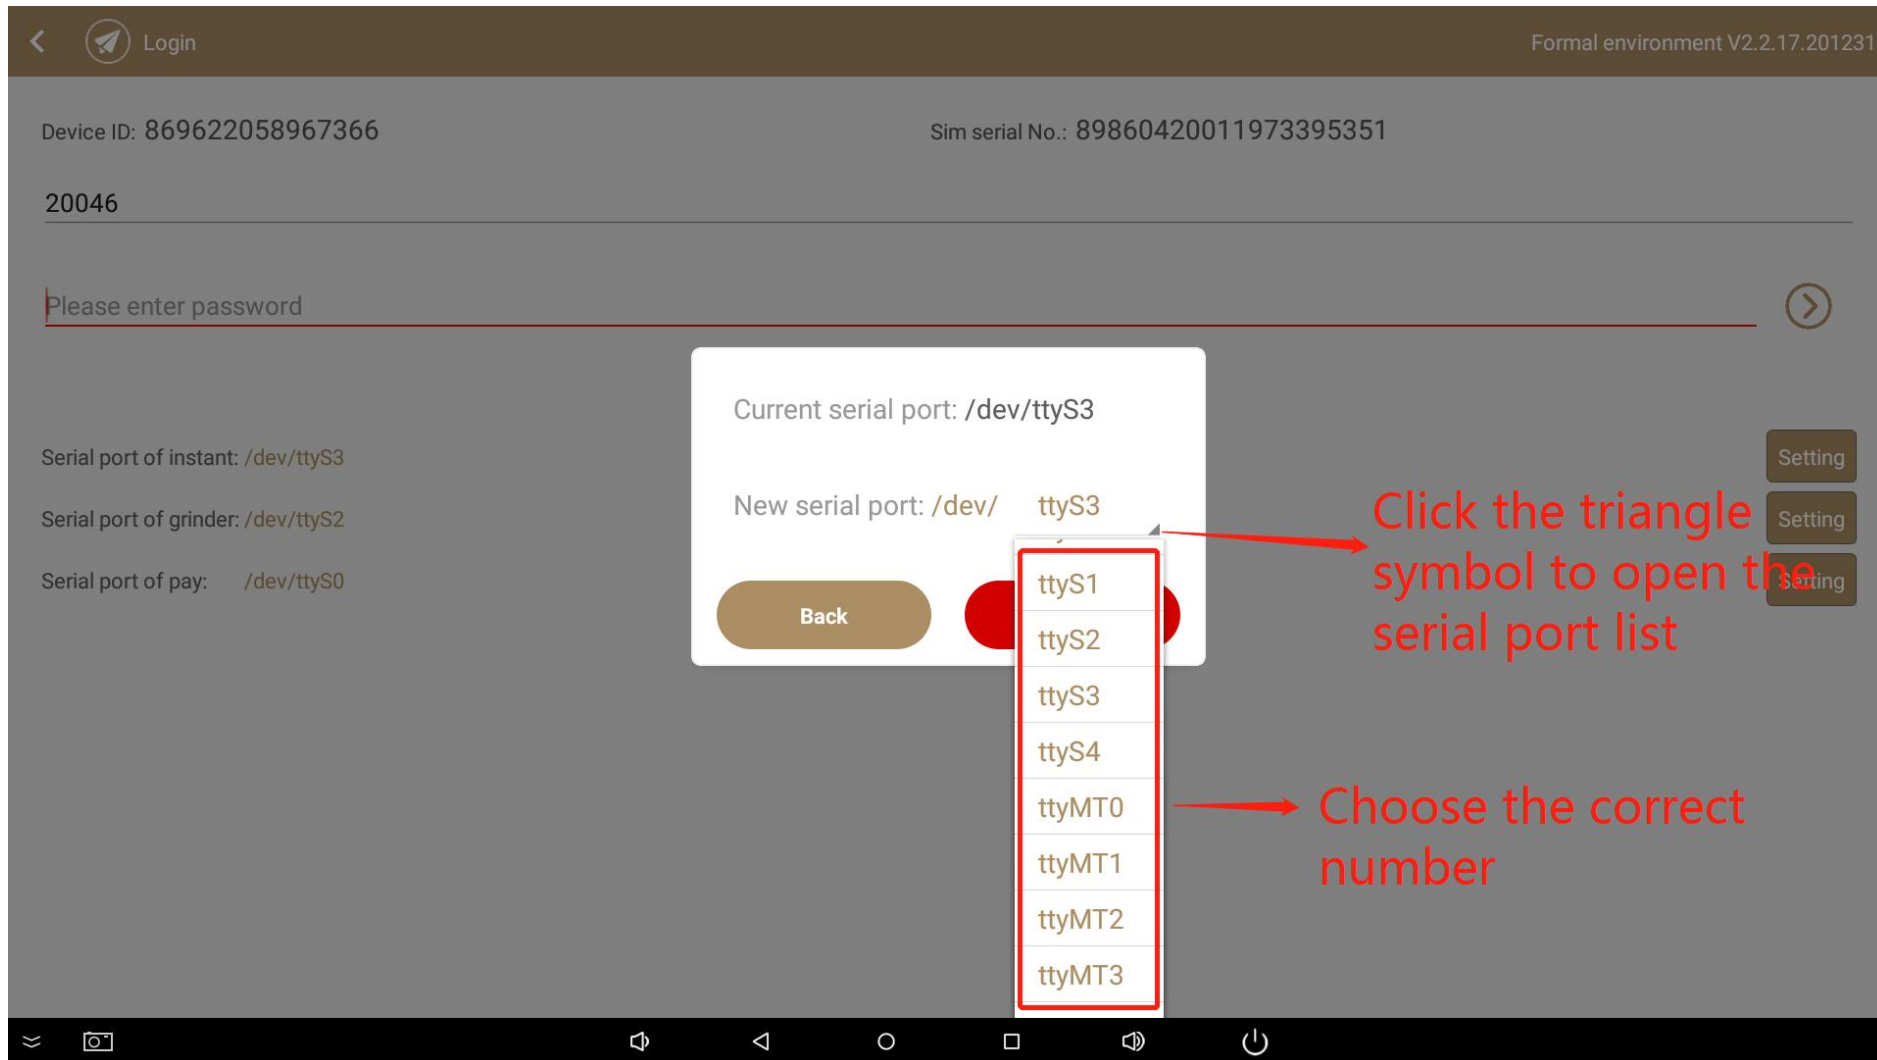 Login
Formal environment V2.2.17.201231
Device ID: 869622058967366
Sim serial No.: 89860420011973395351
20046
Please enter password
Current serial port: /dev/ttyS3
Serial port of instant: /dev/ttyS3
Setting
New serial port: /dev/ ttyS3
Serial port of grinder: /dev/ttyS2
Setting
Serial port of pay: /dev/ttyS0
Setting
Back
ttyS1
ttyS2
ttyS3
ttyS4
ttyMT0
ttyMT1
ttyMT2
ttyMT3
Click the triangle
symbol to open the
serial port list
Choose the correct
number